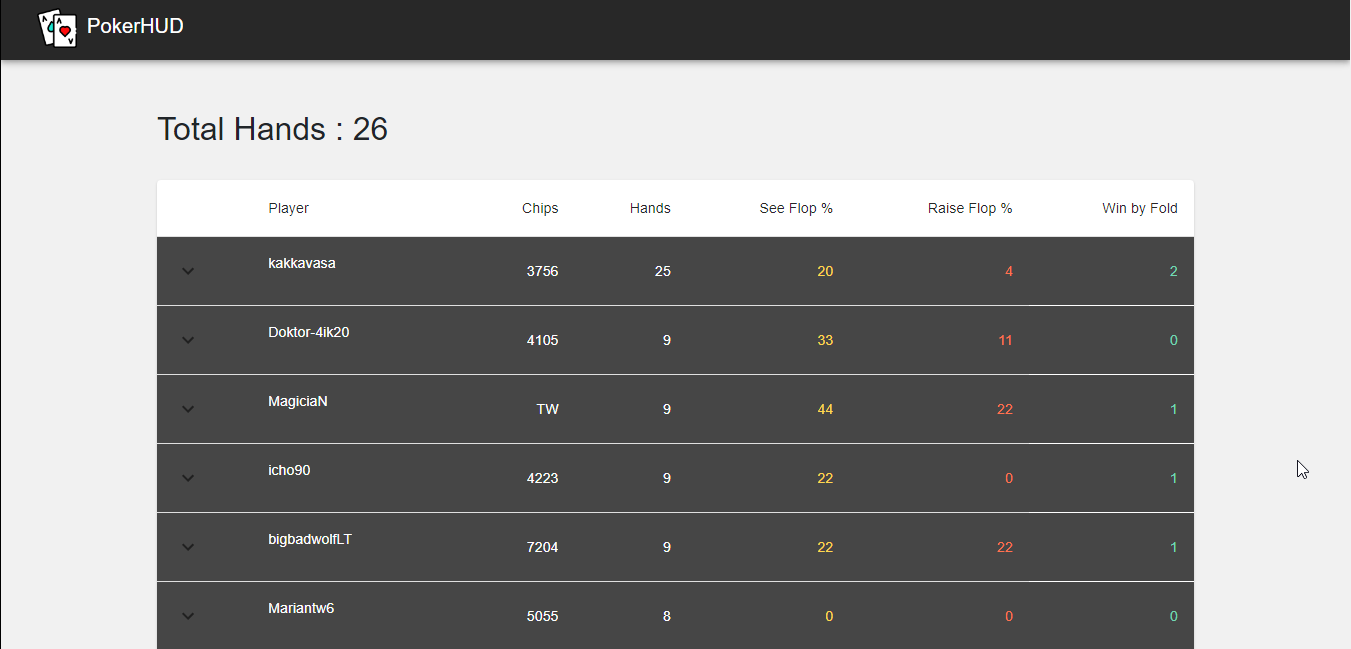 PokerHUD
Total Hands : 26
Player Chips Hands See Flop % Raise Flop % Win by Fold
kakkavasa 3756 25 20 4 2
Doktor-4ik20 4105 9 33 11 0
MagiciaN TW 9 44 22 1
icho90 4223 9 22 0 1
bigbadwolfLT 7204 9 22 22 1
Mariantw6 5055 8 0 0 0